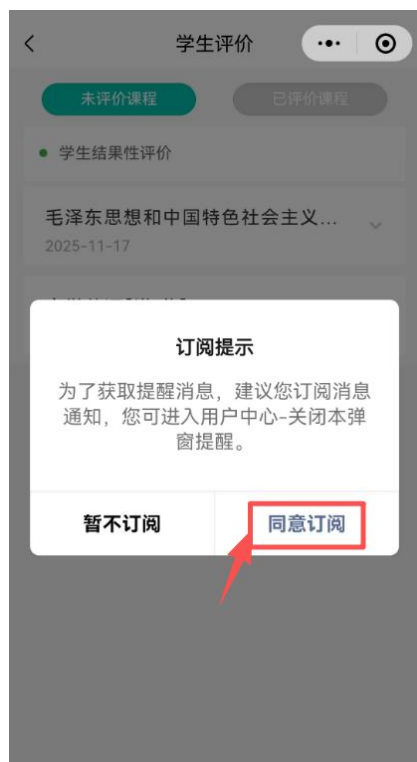 学生评价
未评价课程
已评价课程
学生结果性评价
毛泽东思想和中国特色社会主义...
2025-11-17
订阅提示
为了获取提醒消息，建议您订阅消息
通知，您可进入用户中心-关闭本弹
窗提醒。
暂不订阅
同意订阅